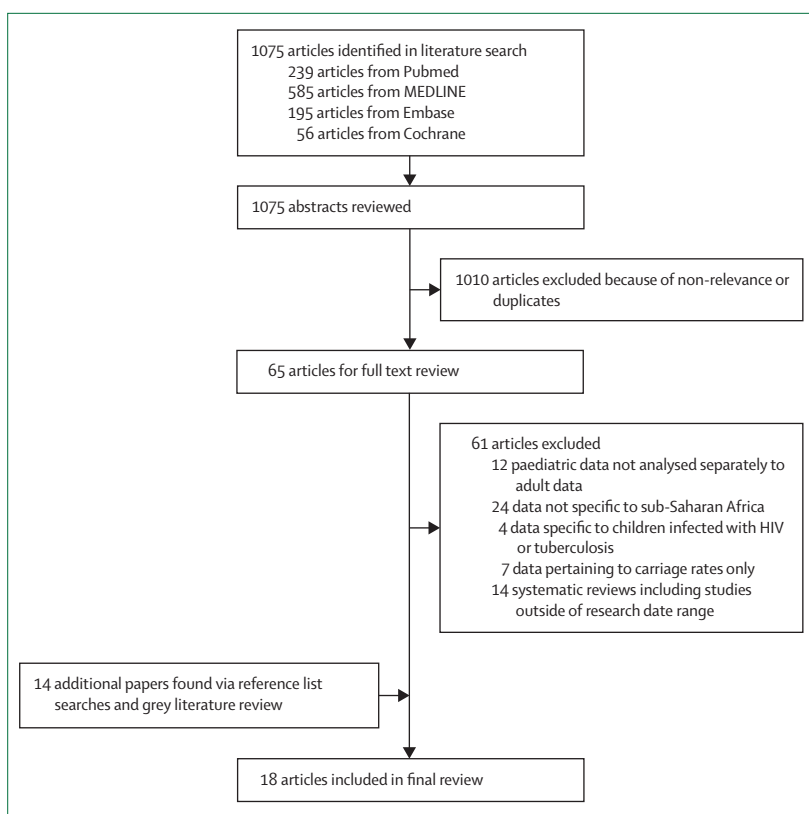 1075 articles identified in literature search
239 articles from Pubmed
585 articles from MEDLINE
195 articles from Embase
56 articles from Cochrane
1075 abstracts reviewed
1010 articles excluded because of non-relevance or
duplicates
65 articles for full text review
61 articles excluded
12 paediatric data not analysed separately to
adult data
24 data not specific to sub-Saharan Africa
4 data specific to children infected with HIV
or tuberculosis
7 data pertaining to carriage rates only
14 systematic reviews including studies
outside of research date range
14 additional papers found via reference list
searches and grey literature review
18 articles included in final review